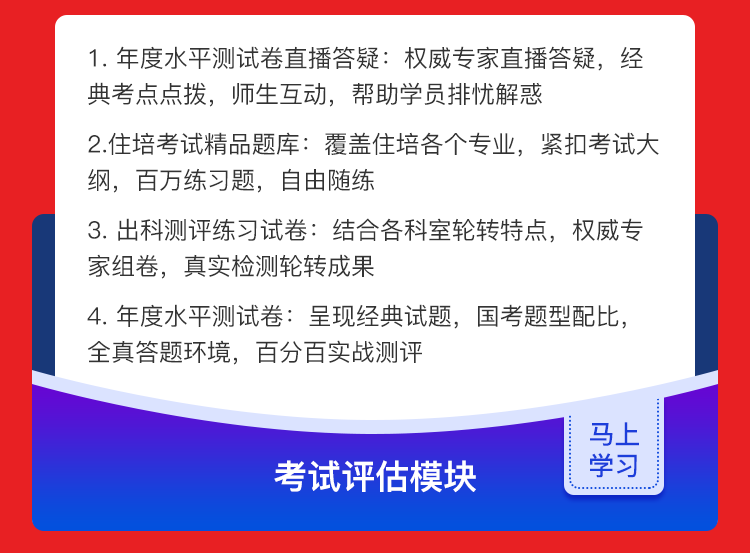 1. 年度水平测试卷直播答疑：权威专家直播答疑，经
典考点点拨，师生互动，帮助学员排忧解惑
2.住培考试精品题库：覆盖住培各个专业，紧扣考试大
纲，百万练习题，自由随练
3. 出科测评练习试卷：结合各科室轮转特点，权威专
家组卷，真实检测轮转成果
4. 年度水平测试卷：呈现经典试题，国考题型配比，
全真答题环境，百分百实战测评
马上
学习
考试评估模块